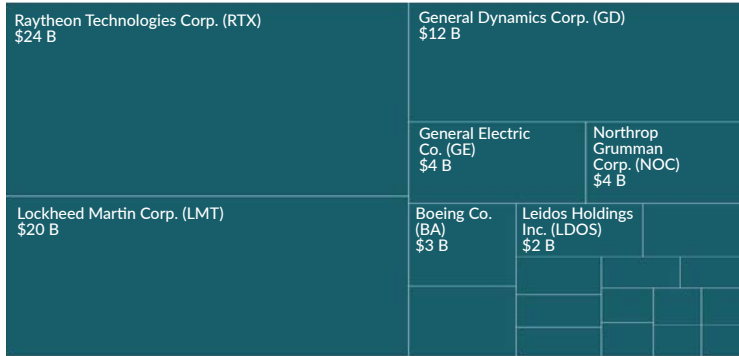 Raytheon Technologies Corp. (RTX)
$24 B
General Dynamics Corp. (GD)
$12 B
General Electric
Co. (GE)
$4 B
Northrop
Grumman
Corp. (NOC)
$4 B
Lockheed Martin Corp. (LMT)
$20 B
Boeing Co.
(BA)
$3 B
Leidos Holdings
Inc. (LDOS)
$2 B